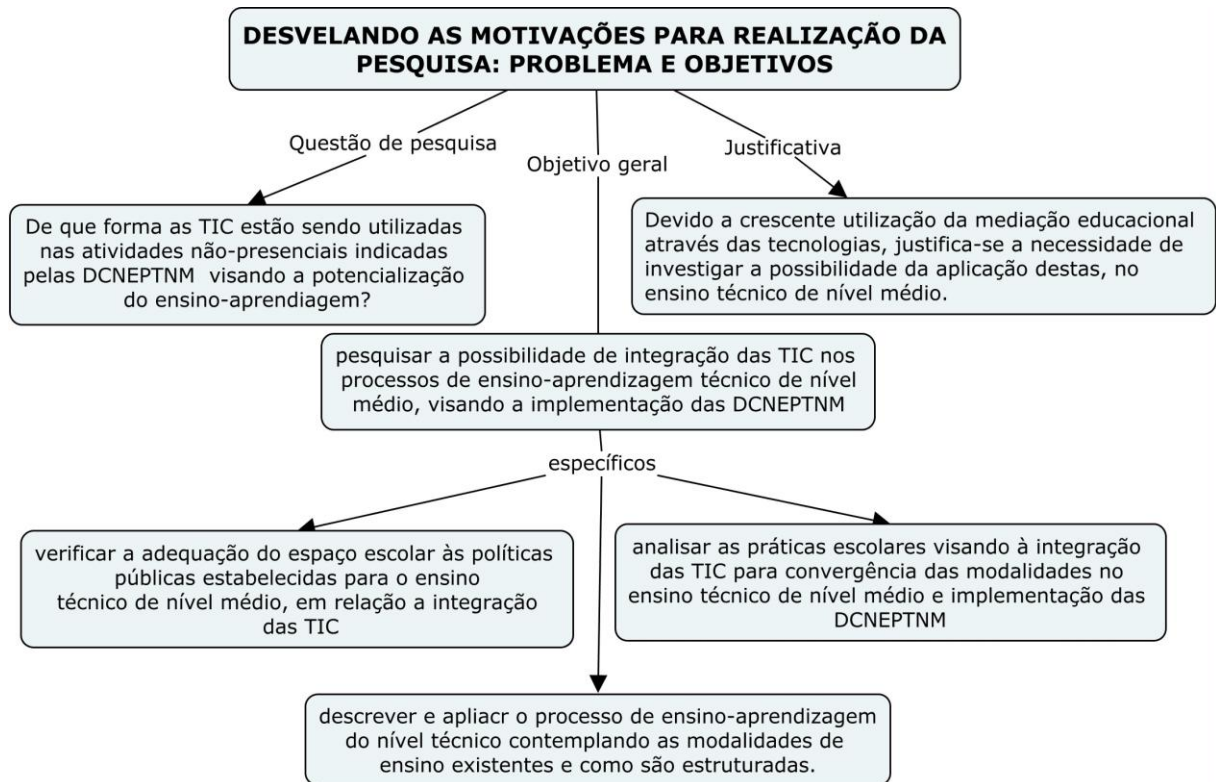 DESVELANDO AS MOTIVAÇÕES PARA REALIZAÇÃO DA
PESQUISA: PROBLEMA E OBJETIVOS
Questão de pesquisa
Objetivo geral
Justificativa
De que forma as TIC estão sendo utilizadas
nas atividades não-presenciais indicadas
pelas DCNEPTNM visando a potencialização
do ensino-aprendiagem?
Devido a crescente utilização da mediação educacional
através das tecnologias, justifica-se a necessidade de
investigar a possibilidade da aplicação destas, no
ensino técnico de nível médio.
pesquisar a possibilidade de integração das TIC nos
processos de ensino-aprendizagem técnico de nível
médio, visando a implementação das DCNEPTNM
específicos
verificar a adequação do espaço escolar às políticas
públicas estabelecidas para o ensino
técnico de nível médio, em relação a integração
das TIC
analisar as práticas escolares visando à integração
das TIC para convergência das modalidades no
ensino técnico de nível médio e implementação das
DCNEPTNM
descrever e apliacr o processo de ensino-aprendizagem
do nível técnico contemplando as modalidades de
ensino existentes e como são estruturadas.